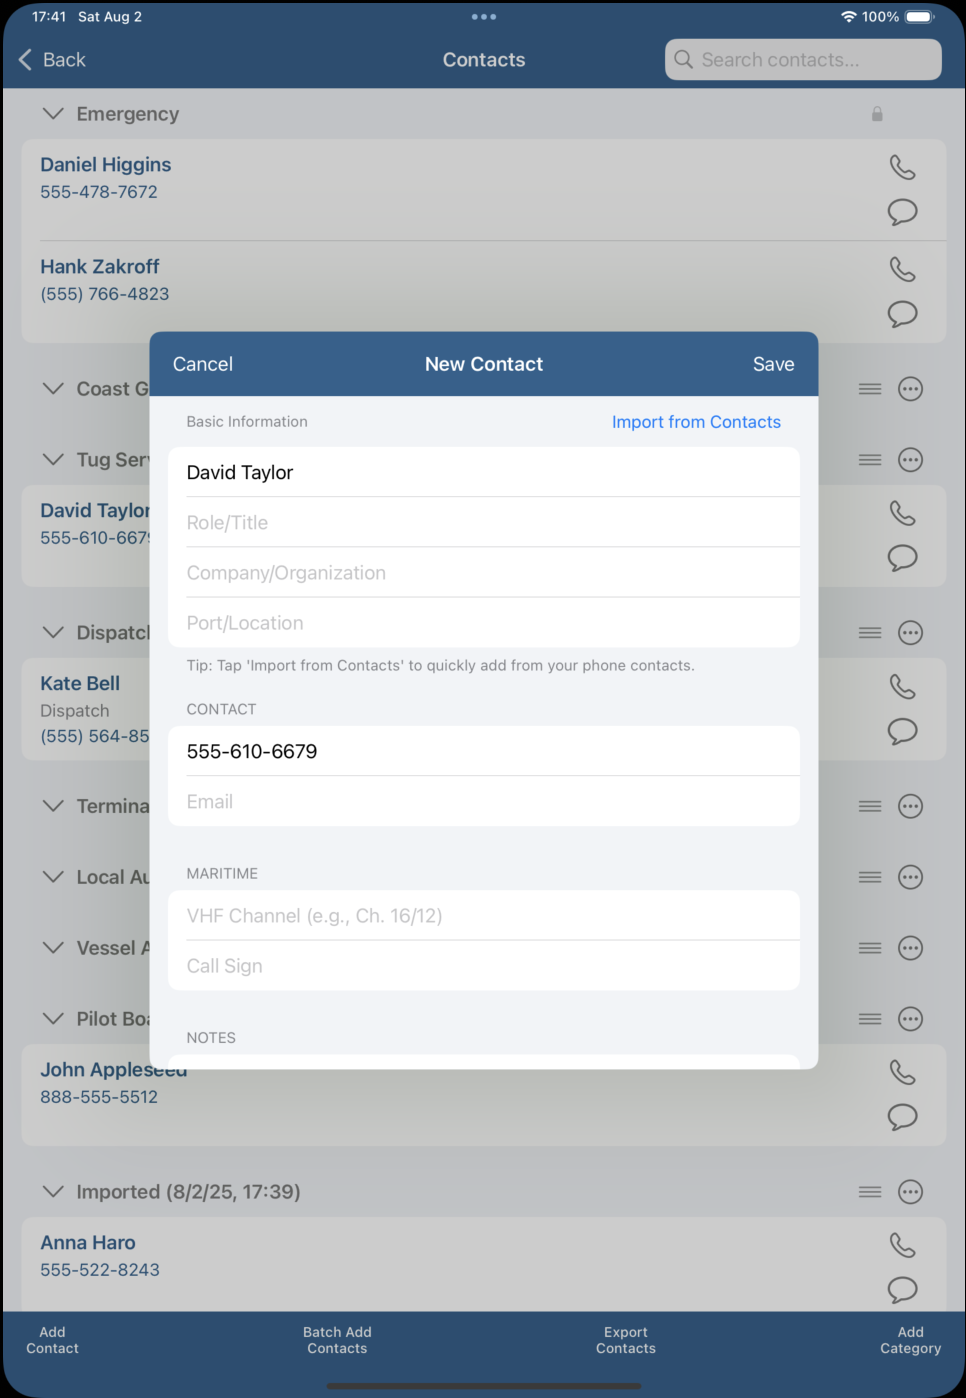 17:41 Sat Aug 2
100%
Back
Contacts
Search contacts...
Emergency
Daniel Higgins
555-478-7672
Hank Zakroff
(555) 766-4823
Cancel
New Contact
Save
Coast G
Basic Information
Import from Contacts
Tug Ser
David Taylor
David Taylor
555-610-667
Role/Title
Company/Organization
Port/Location
Dispatch
Tip: Tap 'Import from Contacts' to quickly add from your phone contacts.
Kate Bell
Dispatch
(555) 564-85
CONTACT
555-610-6679
Email
Termina
MARITIME
Local Au
VHF Channel (e.g., Ch. 16/12)
Vessel A
Call Sign
Pilot Boa
NOTES
John Appleseed
888-555-5512
Imported (8/2/25, 17:39)
Anna Haro
555-522-8243
Add
Contact
Batch Add
Contacts
Export
Contacts
Add
Category